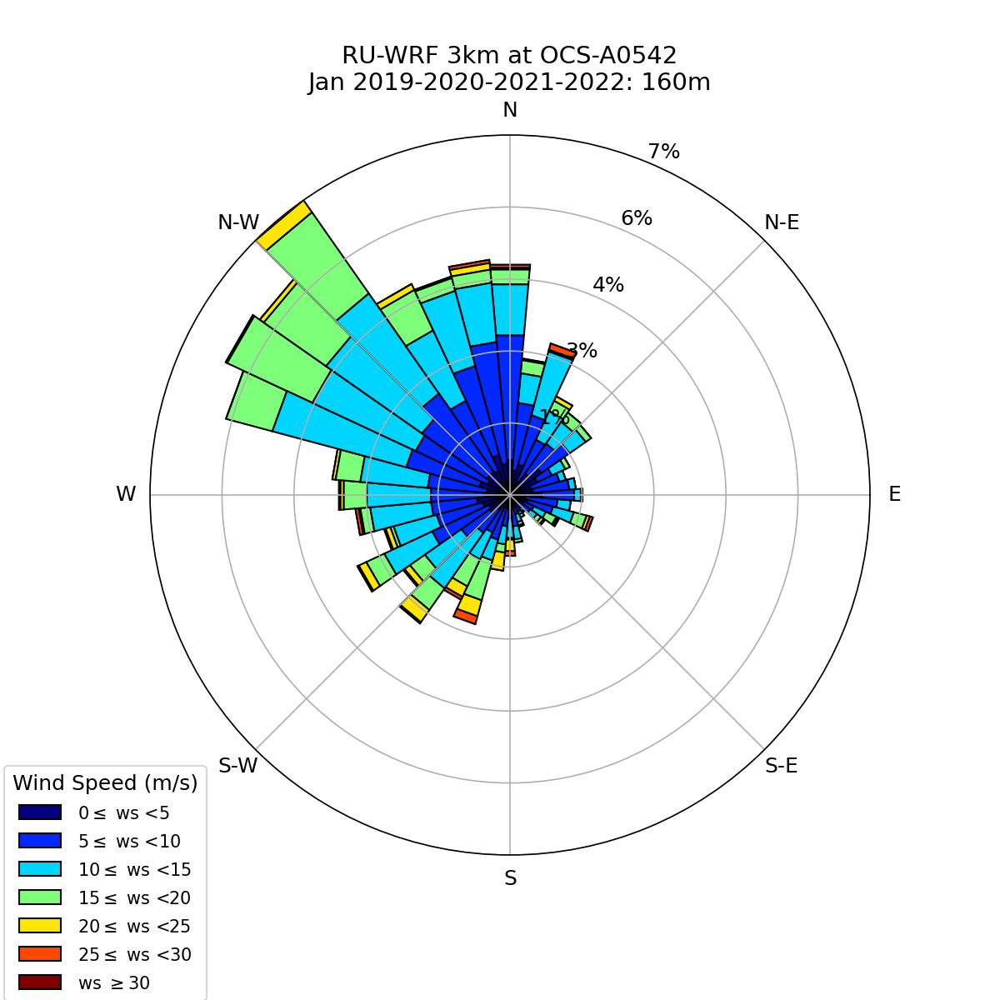 RU-WRF 3km at OCS-A0542
Jan 2019-2020-2021-2022: 160m
N
7%
N-W
6%
N-E
4%
3%
1%
W
E
S-W
S-E
S
Wind Speed (m/s)
0≤ ws <5
5≤ ws <10
10≤ ws <15
15≤ ws <20
20≤ ws <25
25≤ ws <30
ws ≥30